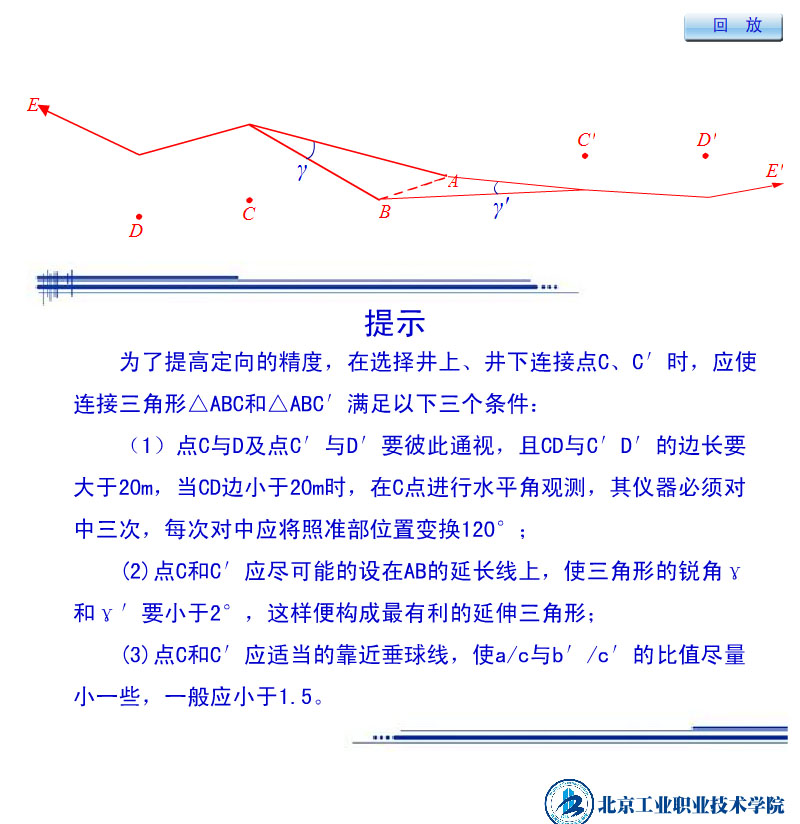 回 放
E
C′
D′
E′
γ
A
γ′
B
C
D
提示
为了提高定向的精度，在选择井上、井下连接点C、C′时，应使
连接三角形△ABC和△ABC′满足以下三个条件：
（1）点C与D及点C′与D′要彼此通视，且CD与C′D′的边长要
大于20m，当CD边小于20m时，在C点进行水平角观测，其仪器必须对
中三次，每次对中应将照准部位置变换120°；
(2)点C和C′应尽可能的设在AB的延长线上，使三角形的锐角γ
和γ′要小于2°，这样便构成最有利的延伸三角形；
(3)点C和C′应适当的靠近垂球线，使a/c与b′/c′的比值尽量
小一些，一般应小于1.5。
北京工业职业技术学院